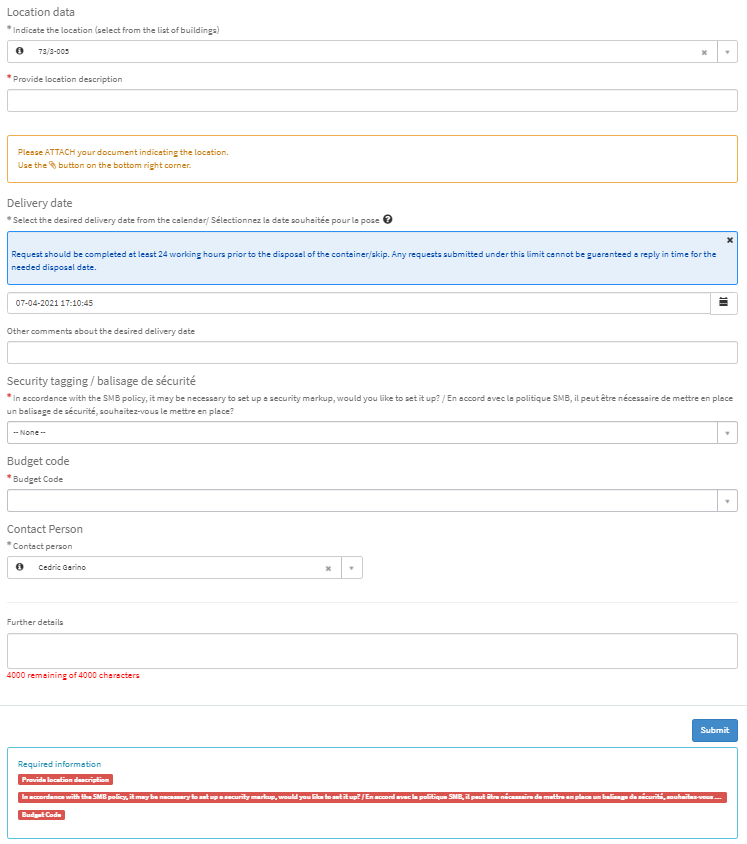 Location data
* Indicate the location (select from the list of buildings)
73/3-005
* Provide location description
Please ATTACH your document indicating the location.
Use the button on the bottom right corner.
Delivery date
* Select the desired delivery date from the calendar/ Sélectionnez la date souhaitée pour la pose
Request should be completed at least 24 working hours prior to the disposal of the container/skip. Any requests submitted under this limit cannot be guaranteed a reply in time for the
needed disposal date.
07-04-2021 17:10:45
Other comments about the desired delivery date
Security tagging / balisage de sécurité
* In accordance with the SMB policy, it may be necessary to set up a security markup, would you like to set it up? / En accord avec la politique SMB, il peut être nécessaire de mettre en place
un balisage de sécurité, souhaitez-vous le mettre en place?
-- None --
Budget code
* Budget Code
Contact Person
* Contact person
Cedric Garino
Further details
4000 remaining of 4000 characters
Submit
Required information
Provide location description
In accordance with the SMB policy, it may be necessary to set up a security markup, would you like to set it up? / En accord avec la politique SMB, il peut être nécessaire de mettre en place un balisage de sécurité, souhaitez-vous ...
Budget Code